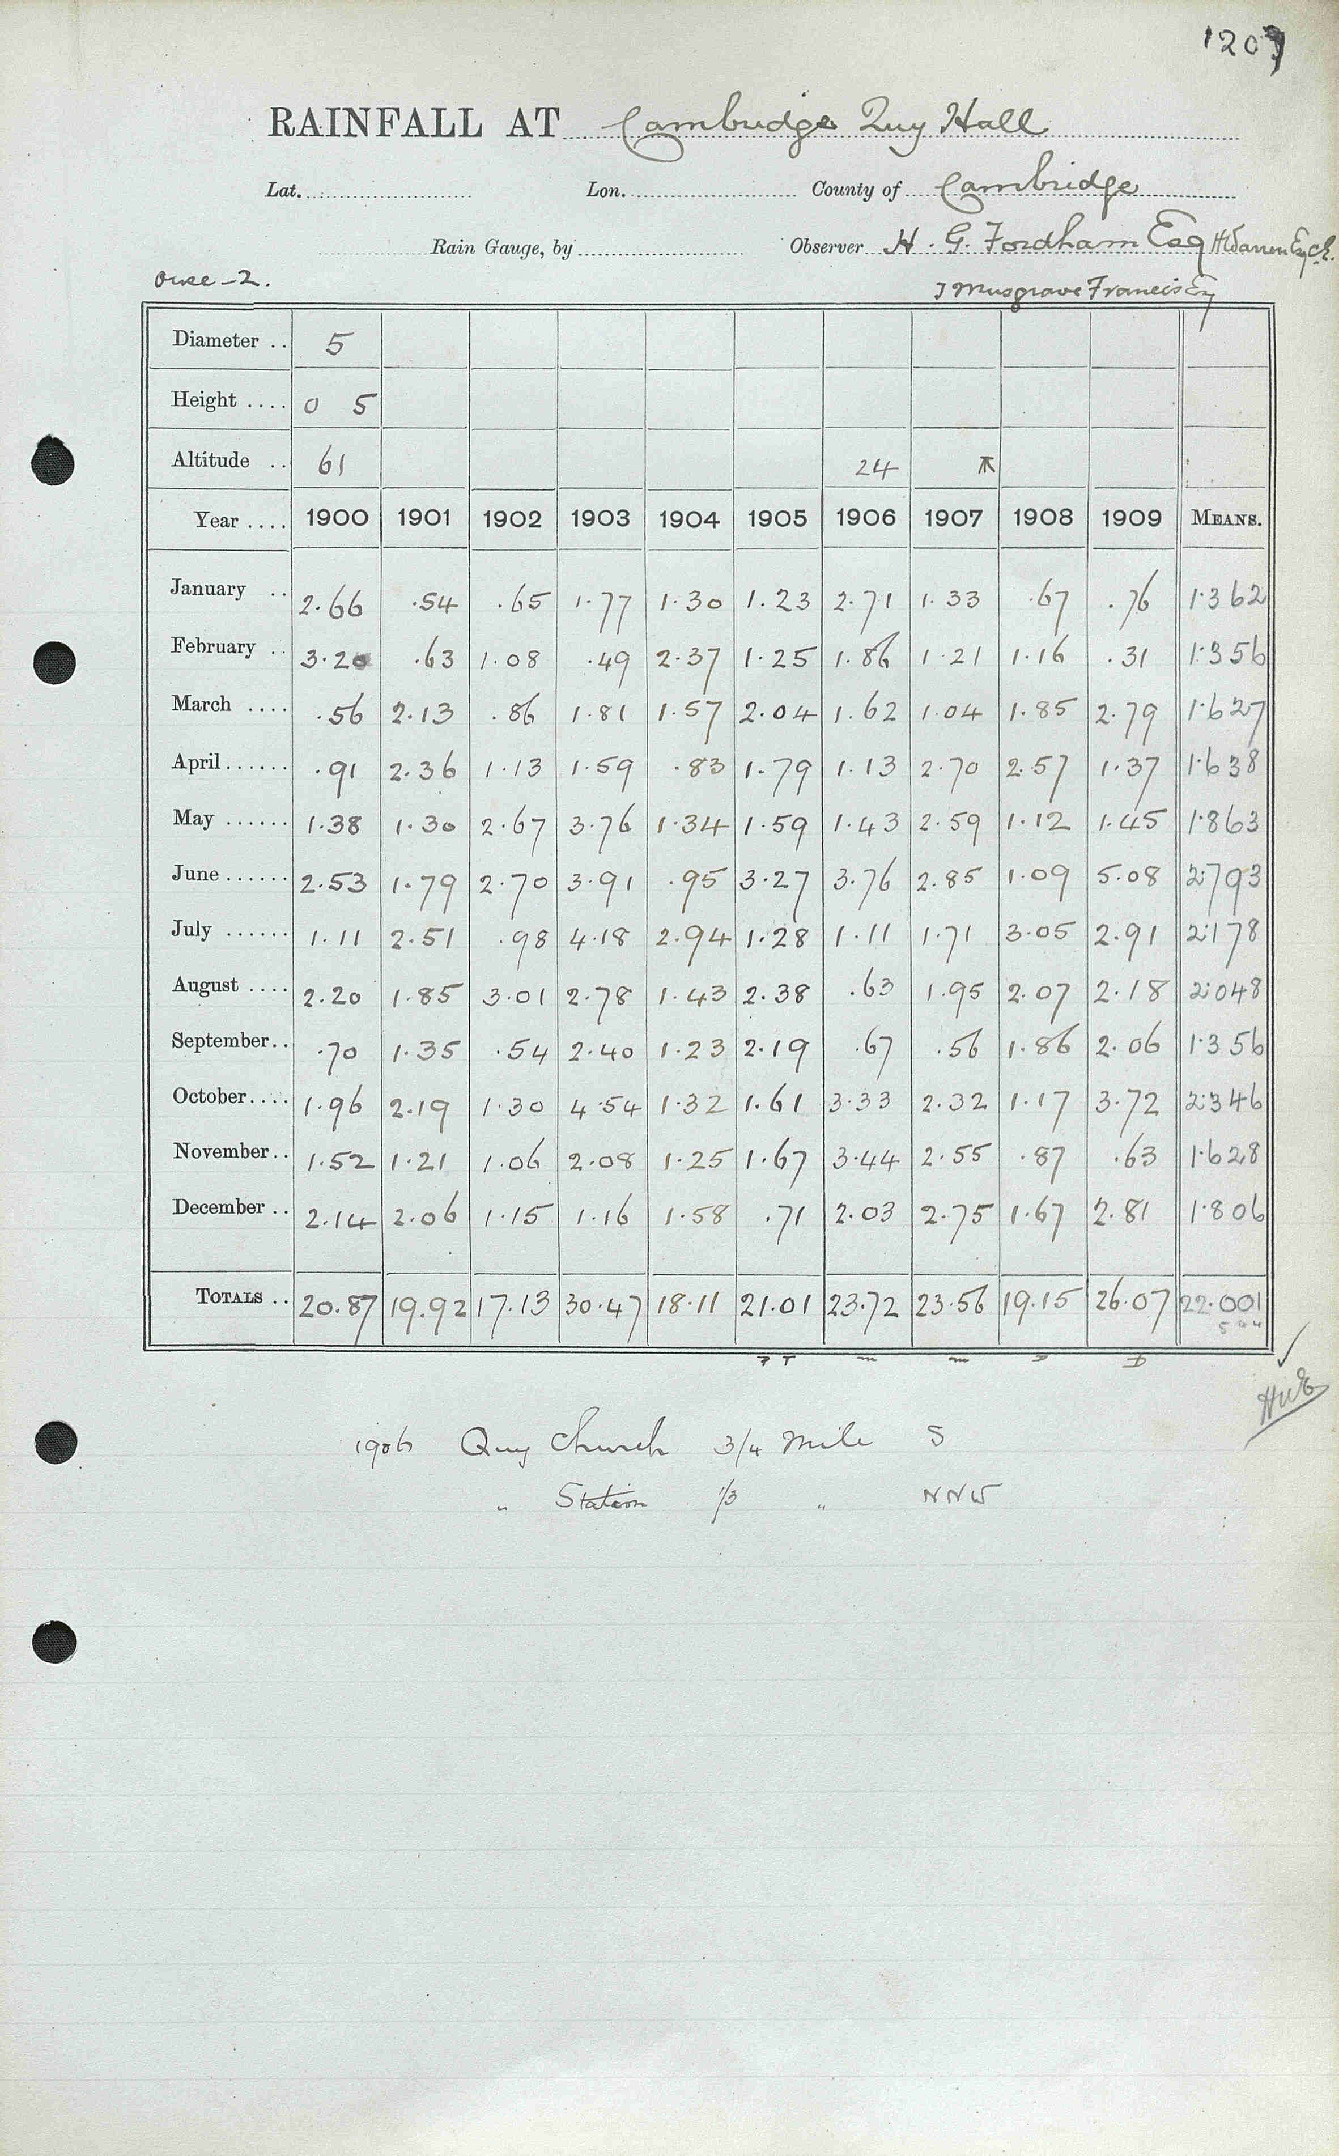 1209
RAINFALL AT Cambridge Quy Hall
Lat. Lon. County of Cambridge
Rain Gauge, by Observer H. G. Fordham Esq H Warren Esq
Ouse - 2. J Musgrave Francis Esq
Diameter .. 5
Height .... 0 5
Altitude .. 61 24
Year .... 1900 1901 1902 1903 1904 1905 1906 1907 1908 1909 MEANS.
January .. 2.66 .54 .65 1.77 1.30 1.23 2.71 1.33 .67 .76 1.362
February .. 3.20 .63 1.08 .49 2.37 1.25 1.86 1.21 1.16 .31 1.356
March .... .56 2.13 .86 1.81 1.57 2.04 1.62 1.04 1.85 2.79 1.627
April...... .91 2.36 1.13 1.59 .83 1.79 1.13 2.70 2.57 1.37 1.638
May ...... 1.38 1.30 2.67 3.76 1.34 1.59 1.43 2.59 1.12 1.45 1.863
June...... 2.53 1.79 2.70 3.91 .95 3.27 3.76 2.85 1.09 5.08 2.793
July ...... 1.11 2.51 .98 4.18 2.94 1.28 1.11 1.71 3.05 2.91 2.178
August .... 2.20 1.85 3.01 2.78 1.43 2.38 .63 1.95 2.07 2.18 2.048
September.. .70 1.35 .54 2.40 1.23 2.19 .67 .56 1.86 2.06 1.356
October.... 1.96 2.19 1.30 4.54 1.32 1.61 3.33 2.32 1.17 3.72 2.346
November.. 1.52 1.21 1.06 2.08 1.25 1.67 3.44 2.55 .87 .63 1.628
December .. 2.14 2.06 1.15 1.16 1.58 .71 2.03 2.75 1.67 2.81 1.806
TOTALS .. 20.87 19.92 17.13 30.47 18.11 21.01 23.72 23.56 19.15 26.07 22.001
1906 Quy Church 3/4 mile S
" Station 1/3 " NNW